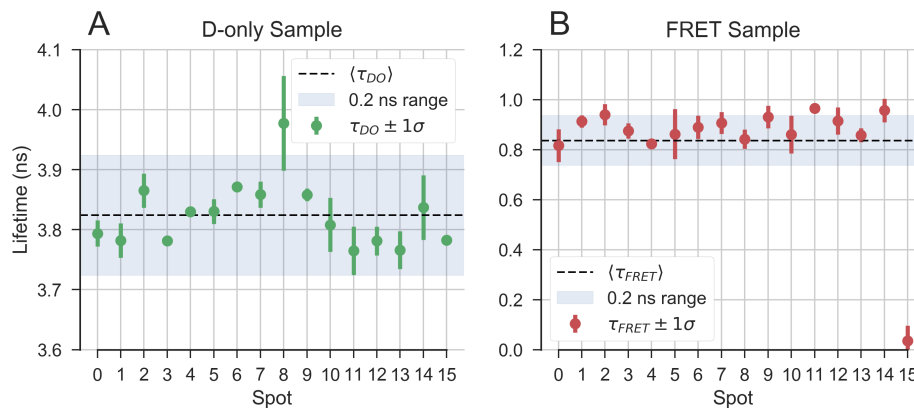 A
D-only Sample
4.1
4.0
3.9
3.8
3.7
3.6
Lifetime (ns)
⟨τ_DO⟩
0.2 ns range
τ_DO ± 1σ
0 1 2 3 4 5 6 7 8 9 10 11 12 13 14 15
Spot
B
FRET Sample
1.2
1.0
0.8
0.6
0.4
0.2
0.0
⟨τ_FRET⟩
0.2 ns range
τ_FRET ± 1σ
0 1 2 3 4 5 6 7 8 9 10 11 12 13 14 15
Spot